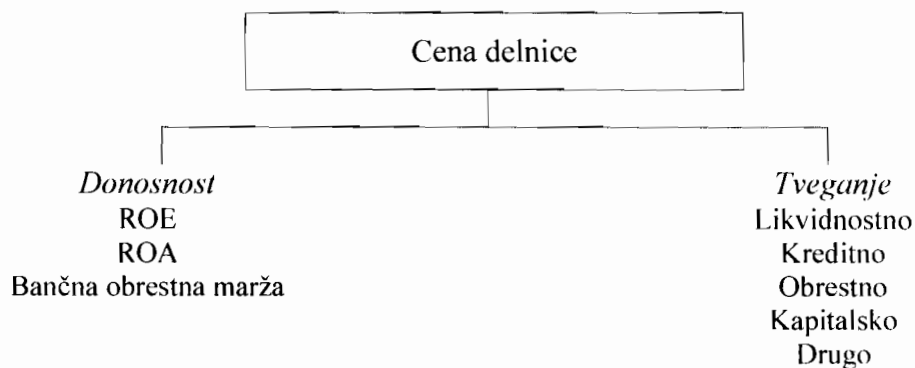 Cena delnice
Donosnost
ROE
ROA
Bančna obrestna marža
Tveganje
Likvidnostno
Kreditno
Obrestno
Kapitalsko
Drugo